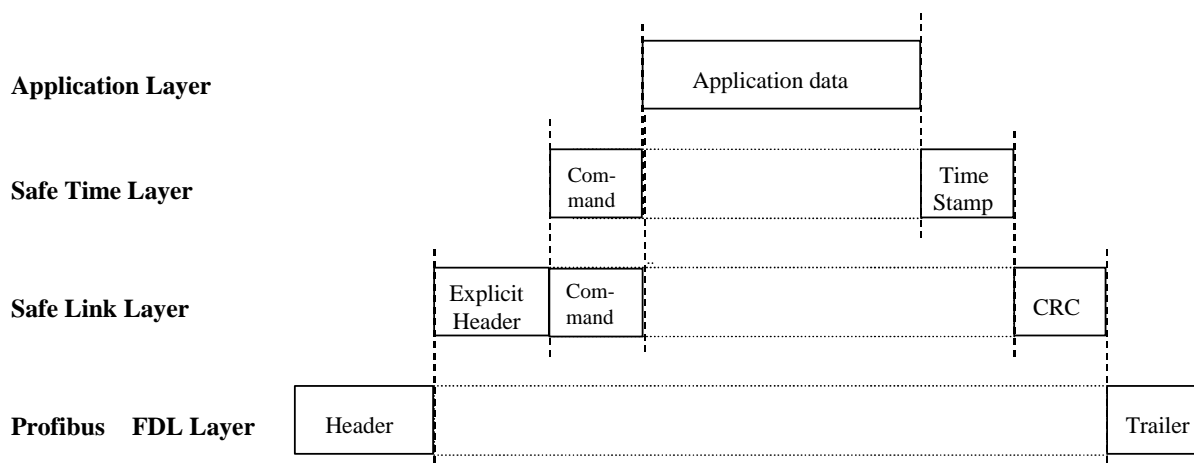 Application Layer
Application data
Safe Time Layer
Com-
mand
Time
Stamp
Safe Link Layer
Explicit
Header
Com-
mand
CRC
Profibus FDL Layer
Header
Trailer